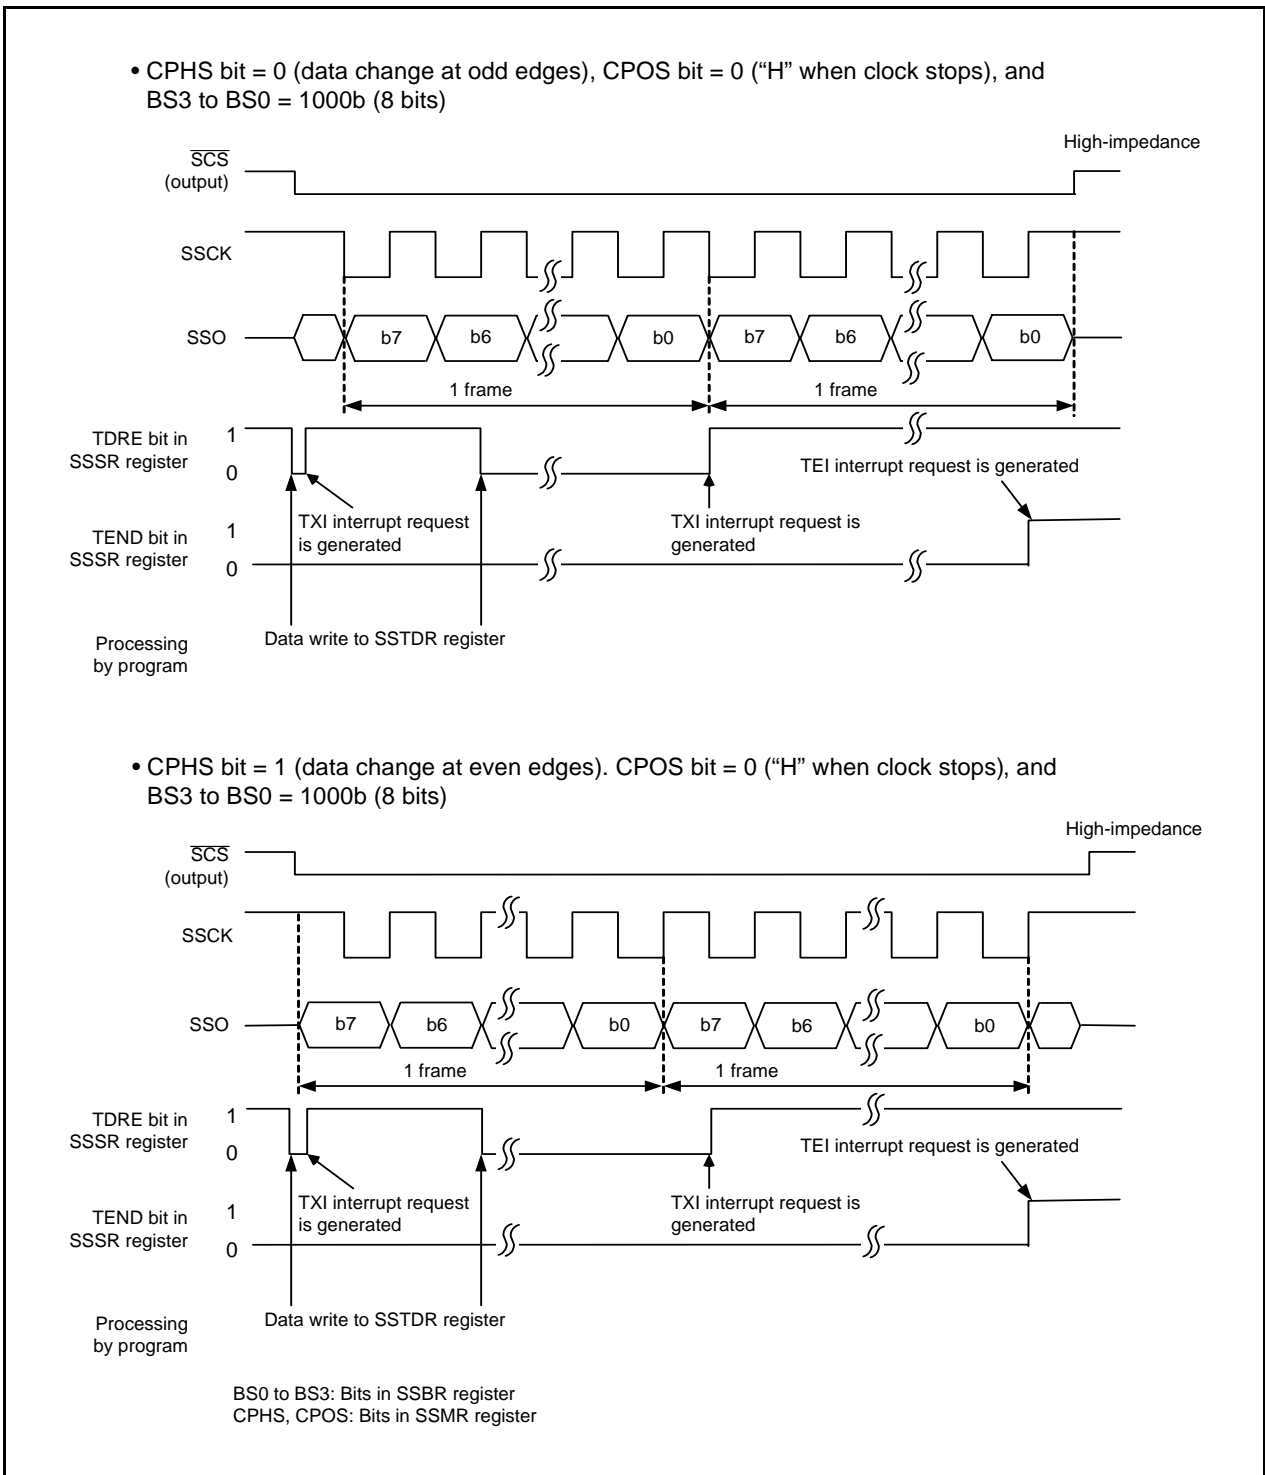 • CPHS bit = 0 (data change at odd edges), CPOS bit = 0 (“H” when clock stops), and
BS3 to BS0 = 1000b (8 bits)
High-impedance
SCS
(output)
SSCK
SSO
b7
b6
b0
b7
b6
b0
1 frame
1 frame
TDRE bit in
SSSR register
1
0
TEI interrupt request is generated
TXI interrupt request
is generated
TXI interrupt request is
generated
TEND bit in
SSSR register
1
0
Processing
by program
Data write to SSTDR register
• CPHS bit = 1 (data change at even edges). CPOS bit = 0 (“H” when clock stops), and
BS3 to BS0 = 1000b (8 bits)
High-impedance
SCS
(output)
SSCK
SSO
b7
b6
b0
b7
b6
b0
1 frame
1 frame
TDRE bit in
SSSR register
1
0
TEI interrupt request is generated
TXI interrupt request
is generated
TXI interrupt request is
generated
TEND bit in
SSSR register
1
0
Processing
by program
Data write to SSTDR register
BS0 to BS3: Bits in SSBR register
CPHS, CPOS: Bits in SSMR register